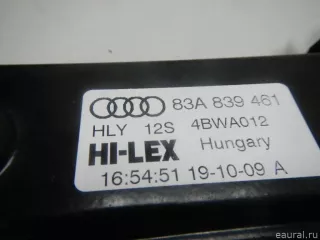 83A 839 461
HLY 12S 4BWA012
HI-LEX Hungary
16:54:51 19-10-09 A
eaural.ru